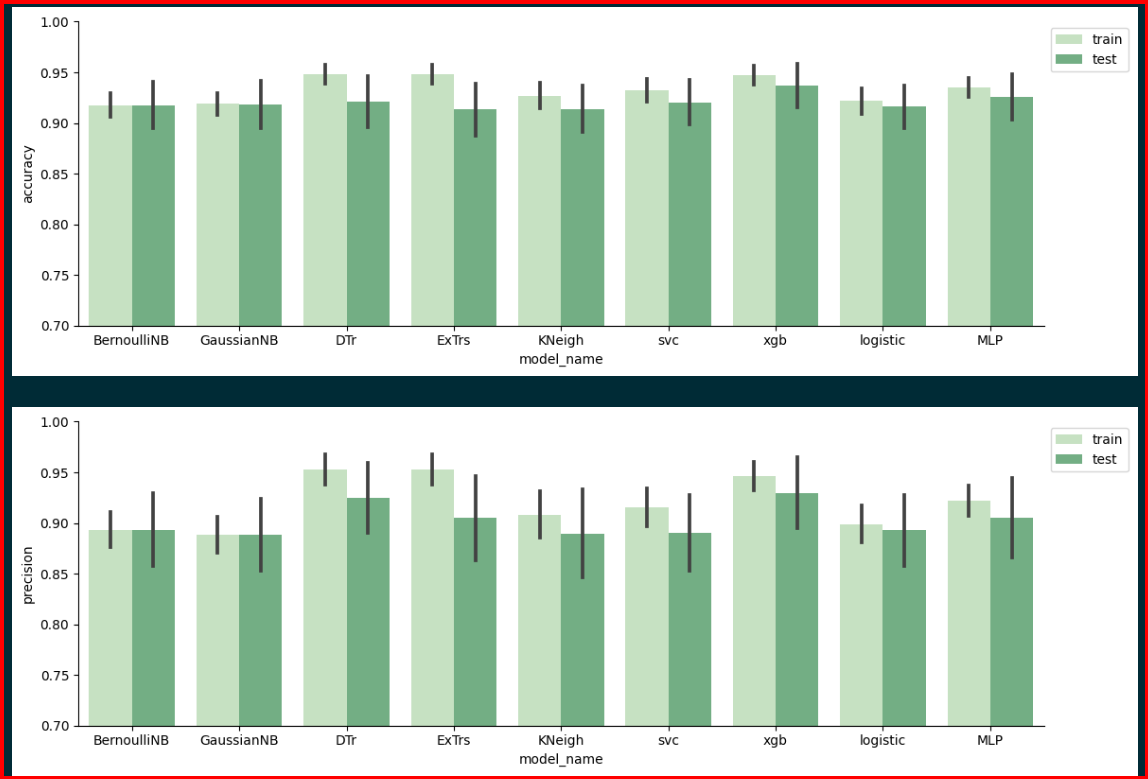 1.00
0.95
0.90
0.85
0.80
0.75
0.70
accuracy
BernoulliNB GaussianNB DTr ExTrs KNeigh svc xgb logistic MLP
model_name
train
test
1.00
0.95
0.90
0.85
0.80
0.75
0.70
precision
BernoulliNB GaussianNB DTr ExTrs KNeigh svc xgb logistic MLP
model_name
train
test